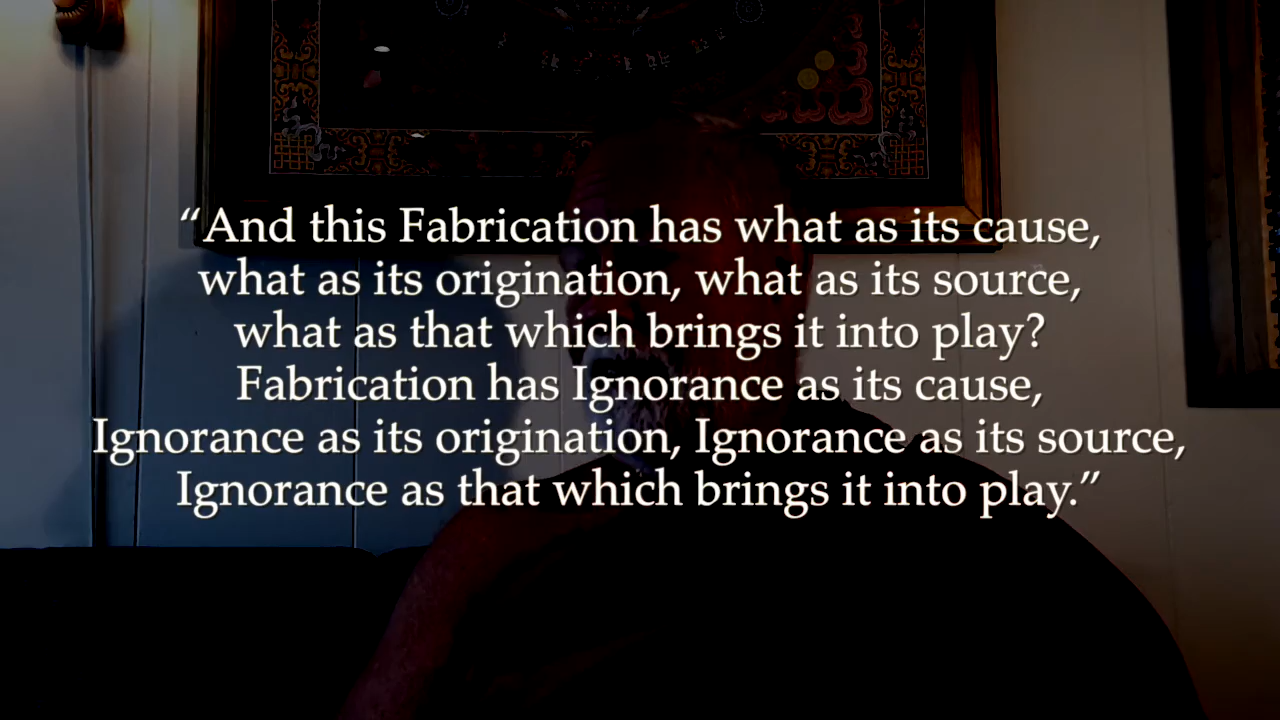 “And this Fabrication has what as its cause,
what as its origination, what as its source,
what as that which brings it into play?
Fabrication has Ignorance as its cause,
Ignorance as its origination, Ignorance as its source,
Ignorance as that which brings it into play.”